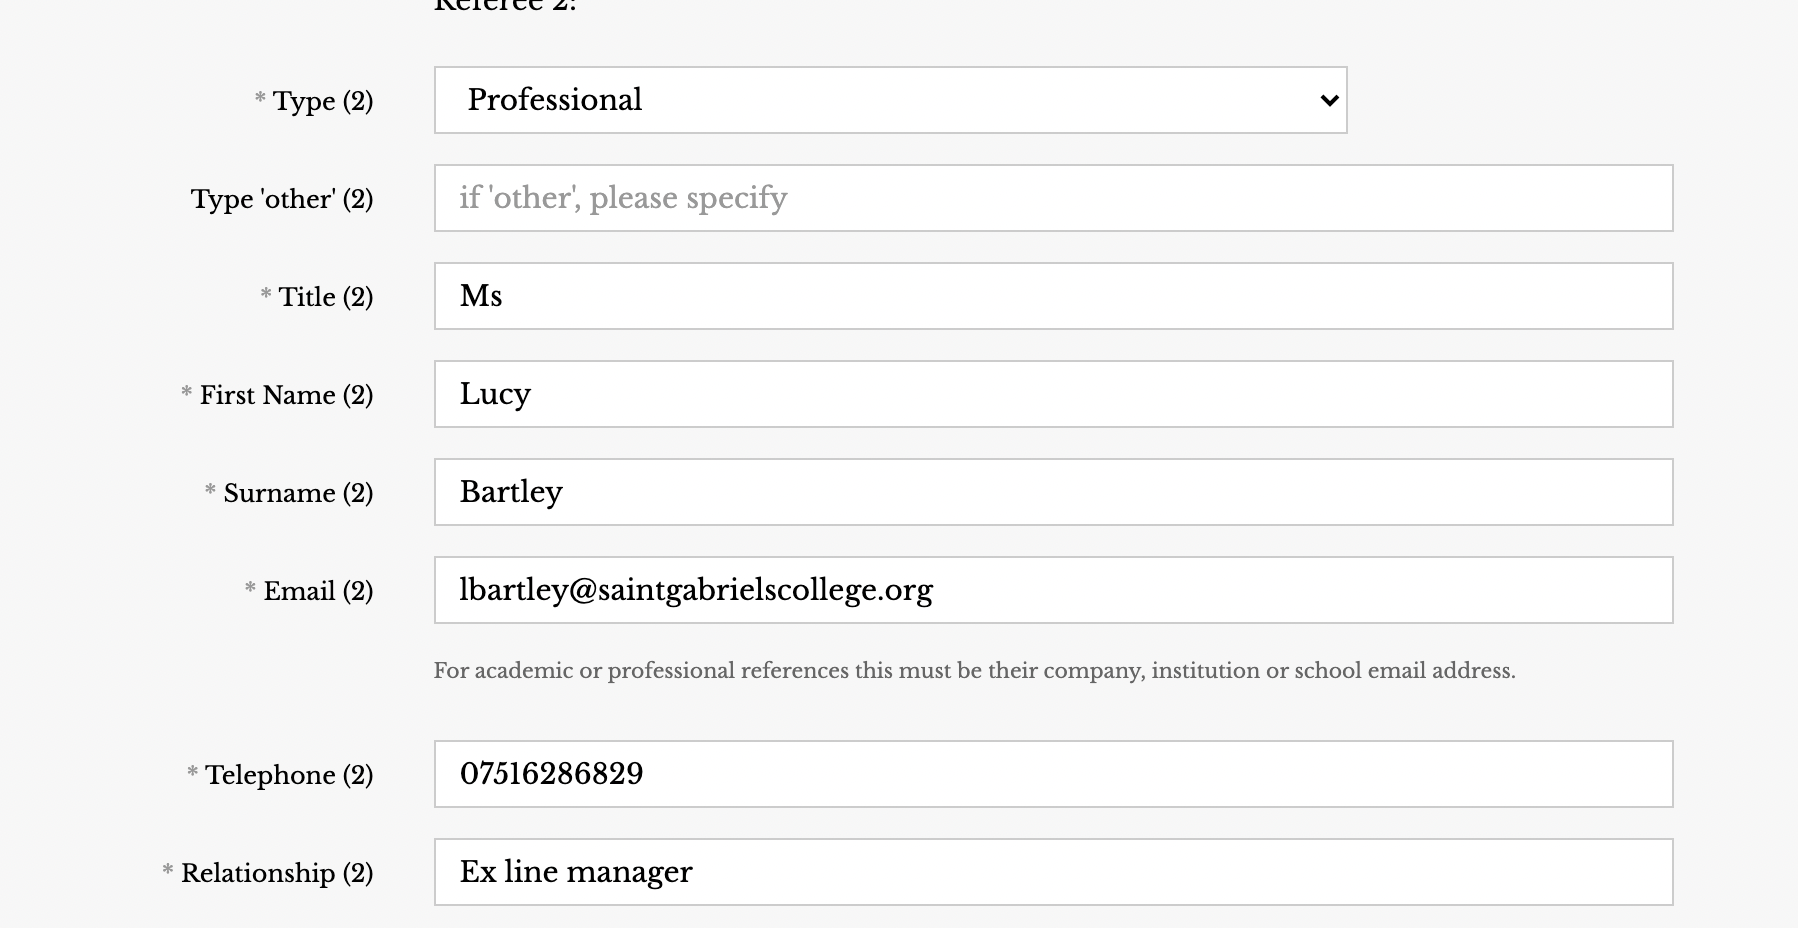 Referee 2:
* Type (2) Professional
Type 'other' (2) if 'other', please specify
* Title (2) Ms
* First Name (2) Lucy
* Surname (2) Bartley
* Email (2) lbartley@saintgabrielscollege.org
For academic or professional references this must be their company, institution or school email address.
* Telephone (2) 07516286829
* Relationship (2) Ex line manager